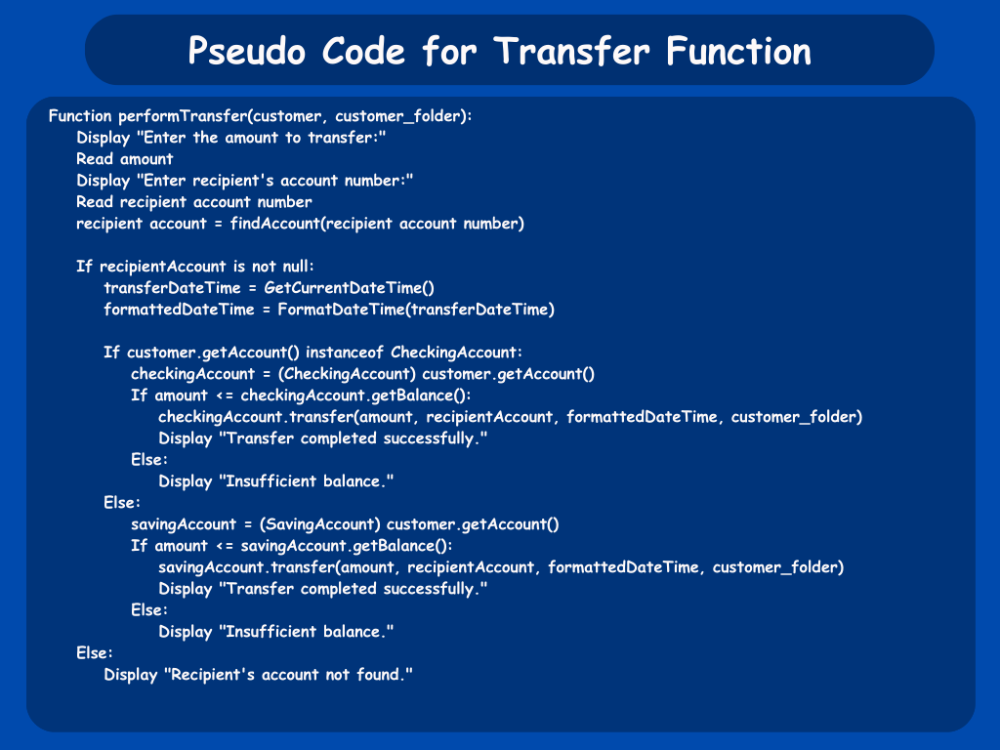 Pseudo Code for Transfer Function
Function performTransfer(customer, customer_folder):
Display "Enter the amount to transfer:"
Read amount
Display "Enter recipient's account number:"
Read recipient account number
recipient account = findAccount(recipient account number)
If recipientAccount is not null:
transferDateTime = GetCurrentDateTime()
formattedDateTime = FormatDateTime(transferDateTime)
If customer.getAccount() instanceof CheckingAccount:
checkingAccount = (CheckingAccount) customer.getAccount()
If amount <= checkingAccount.getBalance():
checkingAccount.transfer(amount, recipientAccount, formattedDateTime, customer_folder)
Display "Transfer completed successfully."
Else:
Display "Insufficient balance."
Else:
savingAccount = (SavingAccount) customer.getAccount()
If amount <= savingAccount.getBalance():
savingAccount.transfer(amount, recipientAccount, formattedDateTime, customer_folder)
Display "Transfer completed successfully."
Else:
Display "Insufficient balance."
Else:
Display "Recipient's account not found."